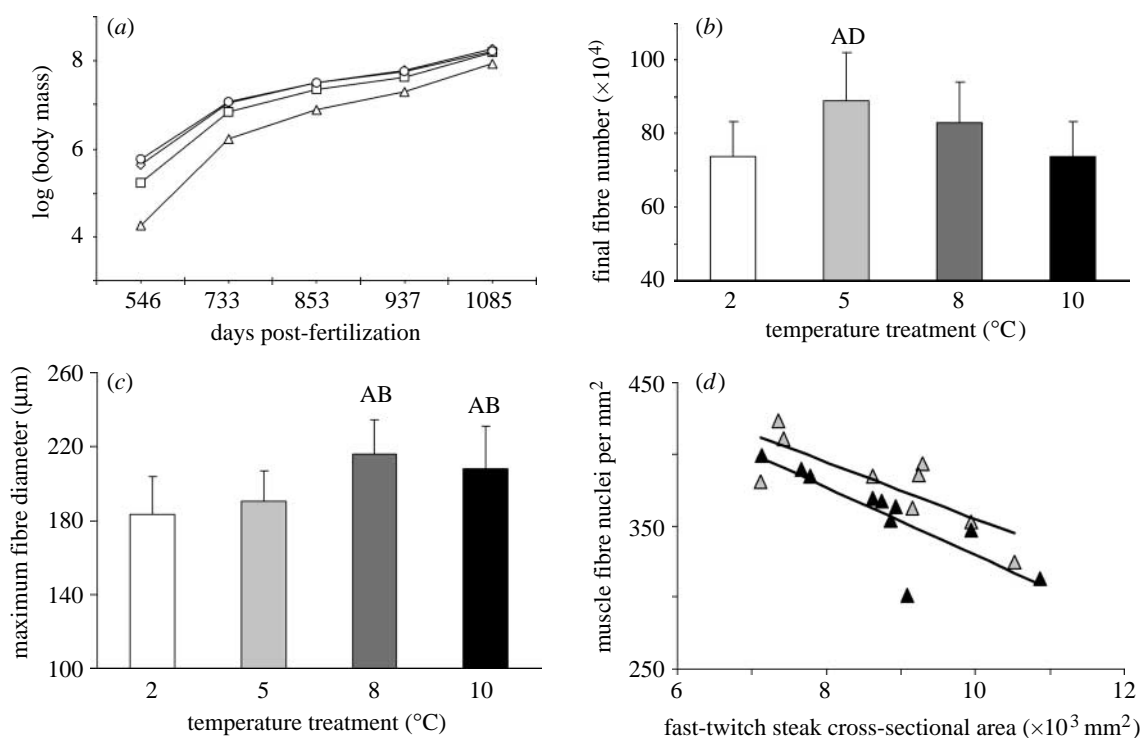 (a)
log (body mass)
8
6
4
546 733 853 937 1085
days post-fertilization
(b)
final fibre number (×10⁴)
100
80
60
40
AD
2 5 8 10
temperature treatment (°C)
(c)
maximum fibre diameter (µm)
260
220
180
140
100
AB
AB
2 5 8 10
temperature treatment (°C)
(d)
muscle fibre nuclei per mm²
450
350
250
6 8 10 12
fast-twitch steak cross-sectional area (×10³ mm²)